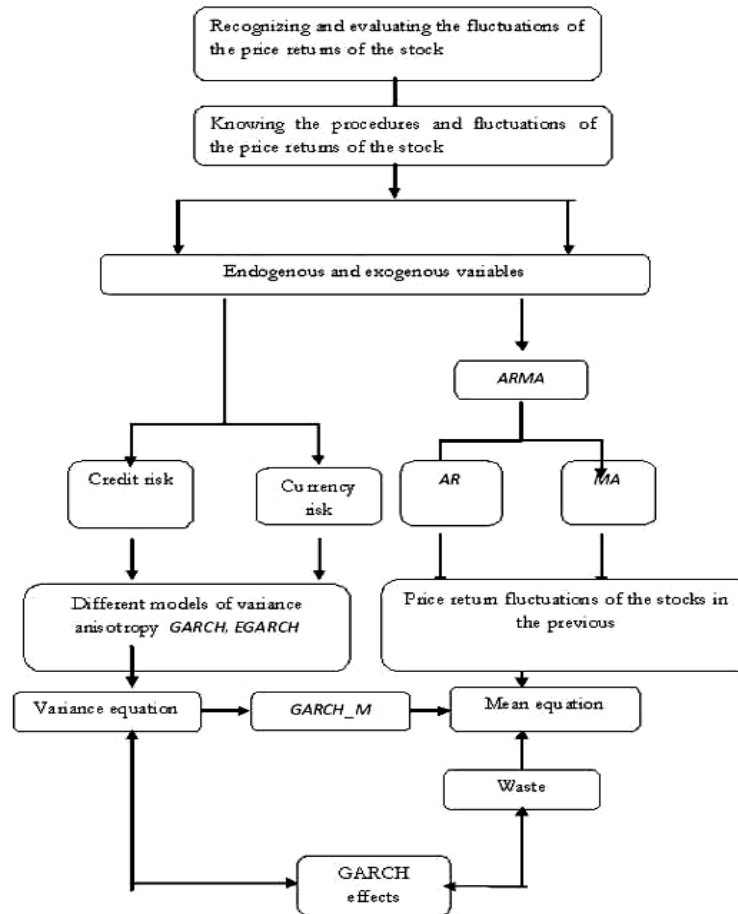 Recognizing and evaluating the fluctuations of
the price returns of the stock
Knowing the procedures and fluctuations of
the price returns of the stock
Endogenous and exogenous variables
ARMA
Credit risk
Currency
risk
AR
MA
Different models of variance
anisotropy GARCH, EGARCH
Price return fluctuations of the stocks in
the previous
Variance equation
GARCH_M
Mean equation
Waste
GARCH
effects